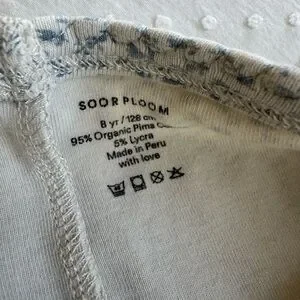 SOOR PLOOM
8 yr / 128 cm
95% Organic Pima
5% Lycra
Made in Peru
with love